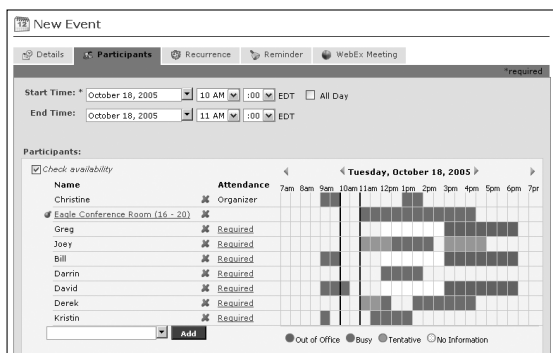 12 New Event
Details Participants Recurrence Reminder WebEx Meeting
*required
Start Time: * October 18, 2005 10 AM :00 EDT All Day
End Time: October 18, 2005 11 AM :00 EDT
Participants:
Check availability
Tuesday, October 18, 2005
Name Attendance 7am 8am 9am 10am 11am 12pm 1pm 2pm 3pm 4pm 5pm 6pm 7pr
Christine Organizer
Eagle Conference Room (16 - 20)
Greg Required
Joey Required
Bill Required
Darrin Required
David Required
Derek Required
Kristin Required
Add
Out of Office Busy Tentative No Information